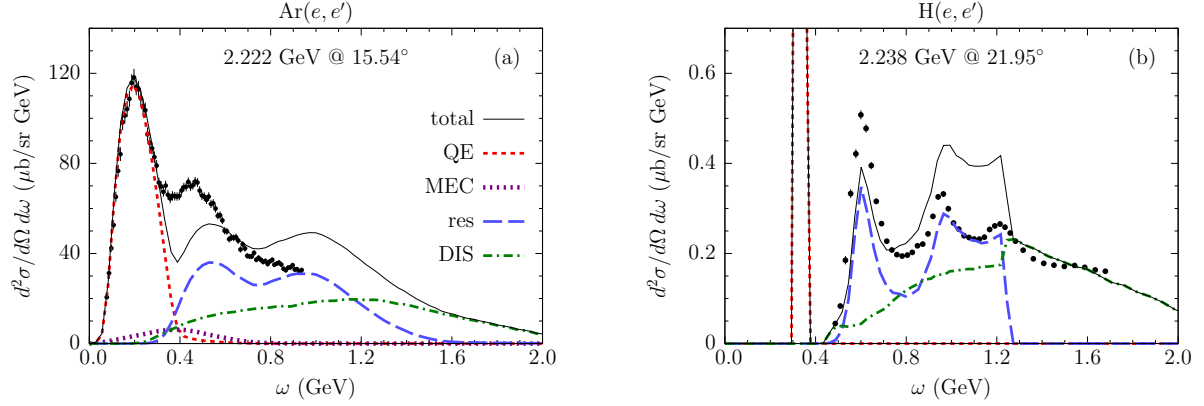 Ar(e, e′)
2.222 GeV @ 15.54°
(a)
d²σ/dΩ dω (μb/sr GeV)
120
80
40
0
total
QE
MEC
res
DIS
0.0 0.4 0.8 1.2 1.6 2.0
ω (GeV)
H(e, e′)
2.238 GeV @ 21.95°
(b)
d²σ/dΩ dω (μb/sr GeV)
0.6
0.4
0.2
0
0.0 0.4 0.8 1.2 1.6 2.0
ω (GeV)